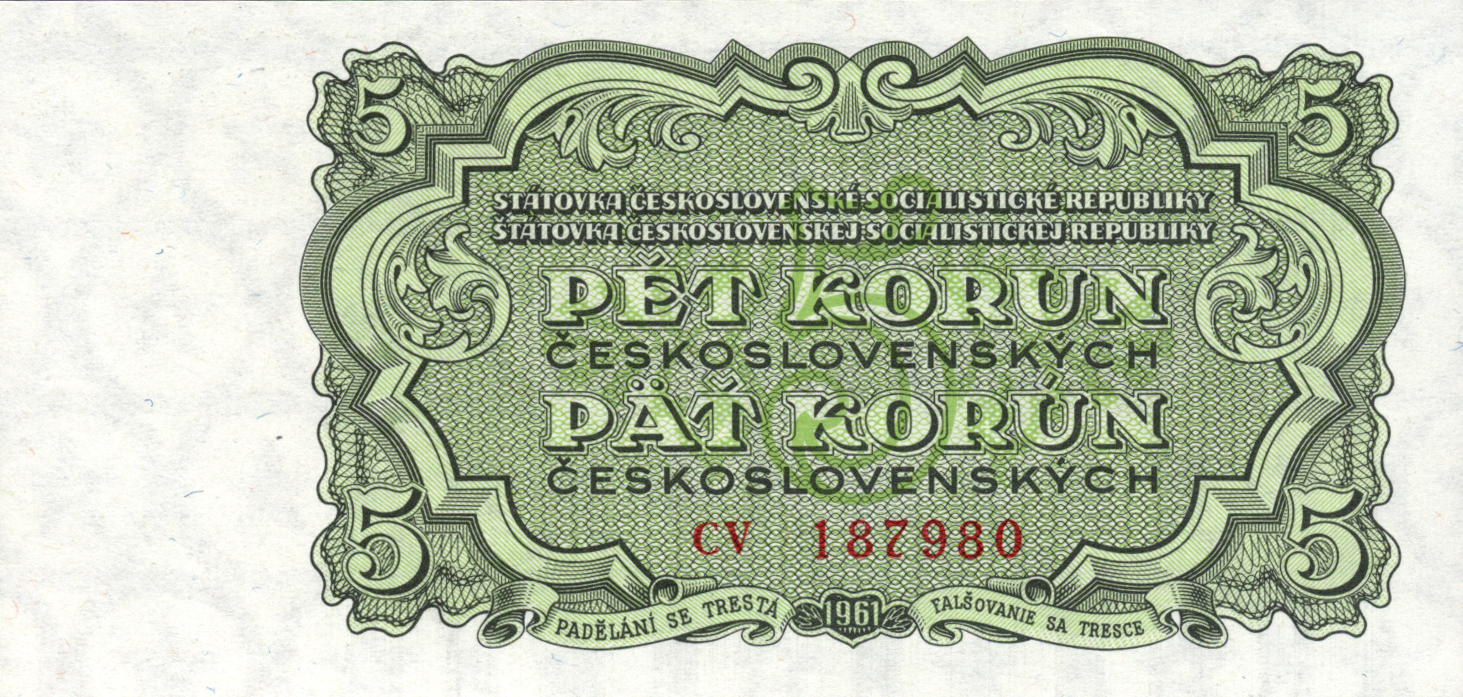 5 5
STÁTOVKA ČESKOSLOVENSKÉ SOCIALISTICKÉ REPUBLIKY
ŠTÁTOVKA ČESKOSLOVENSKEJ SOCIALISTICKEJ REPUBLIKY
PĚT KORUN
ČESKOSLOVENSKÝCH
PÄŤ KORÚN
ČESKOSLOVENSKÝCH
5 5
CV 187980
PADĚLÁNÍ SE TRESTÁ 1961 FALŠOVANIE SA TRESCE